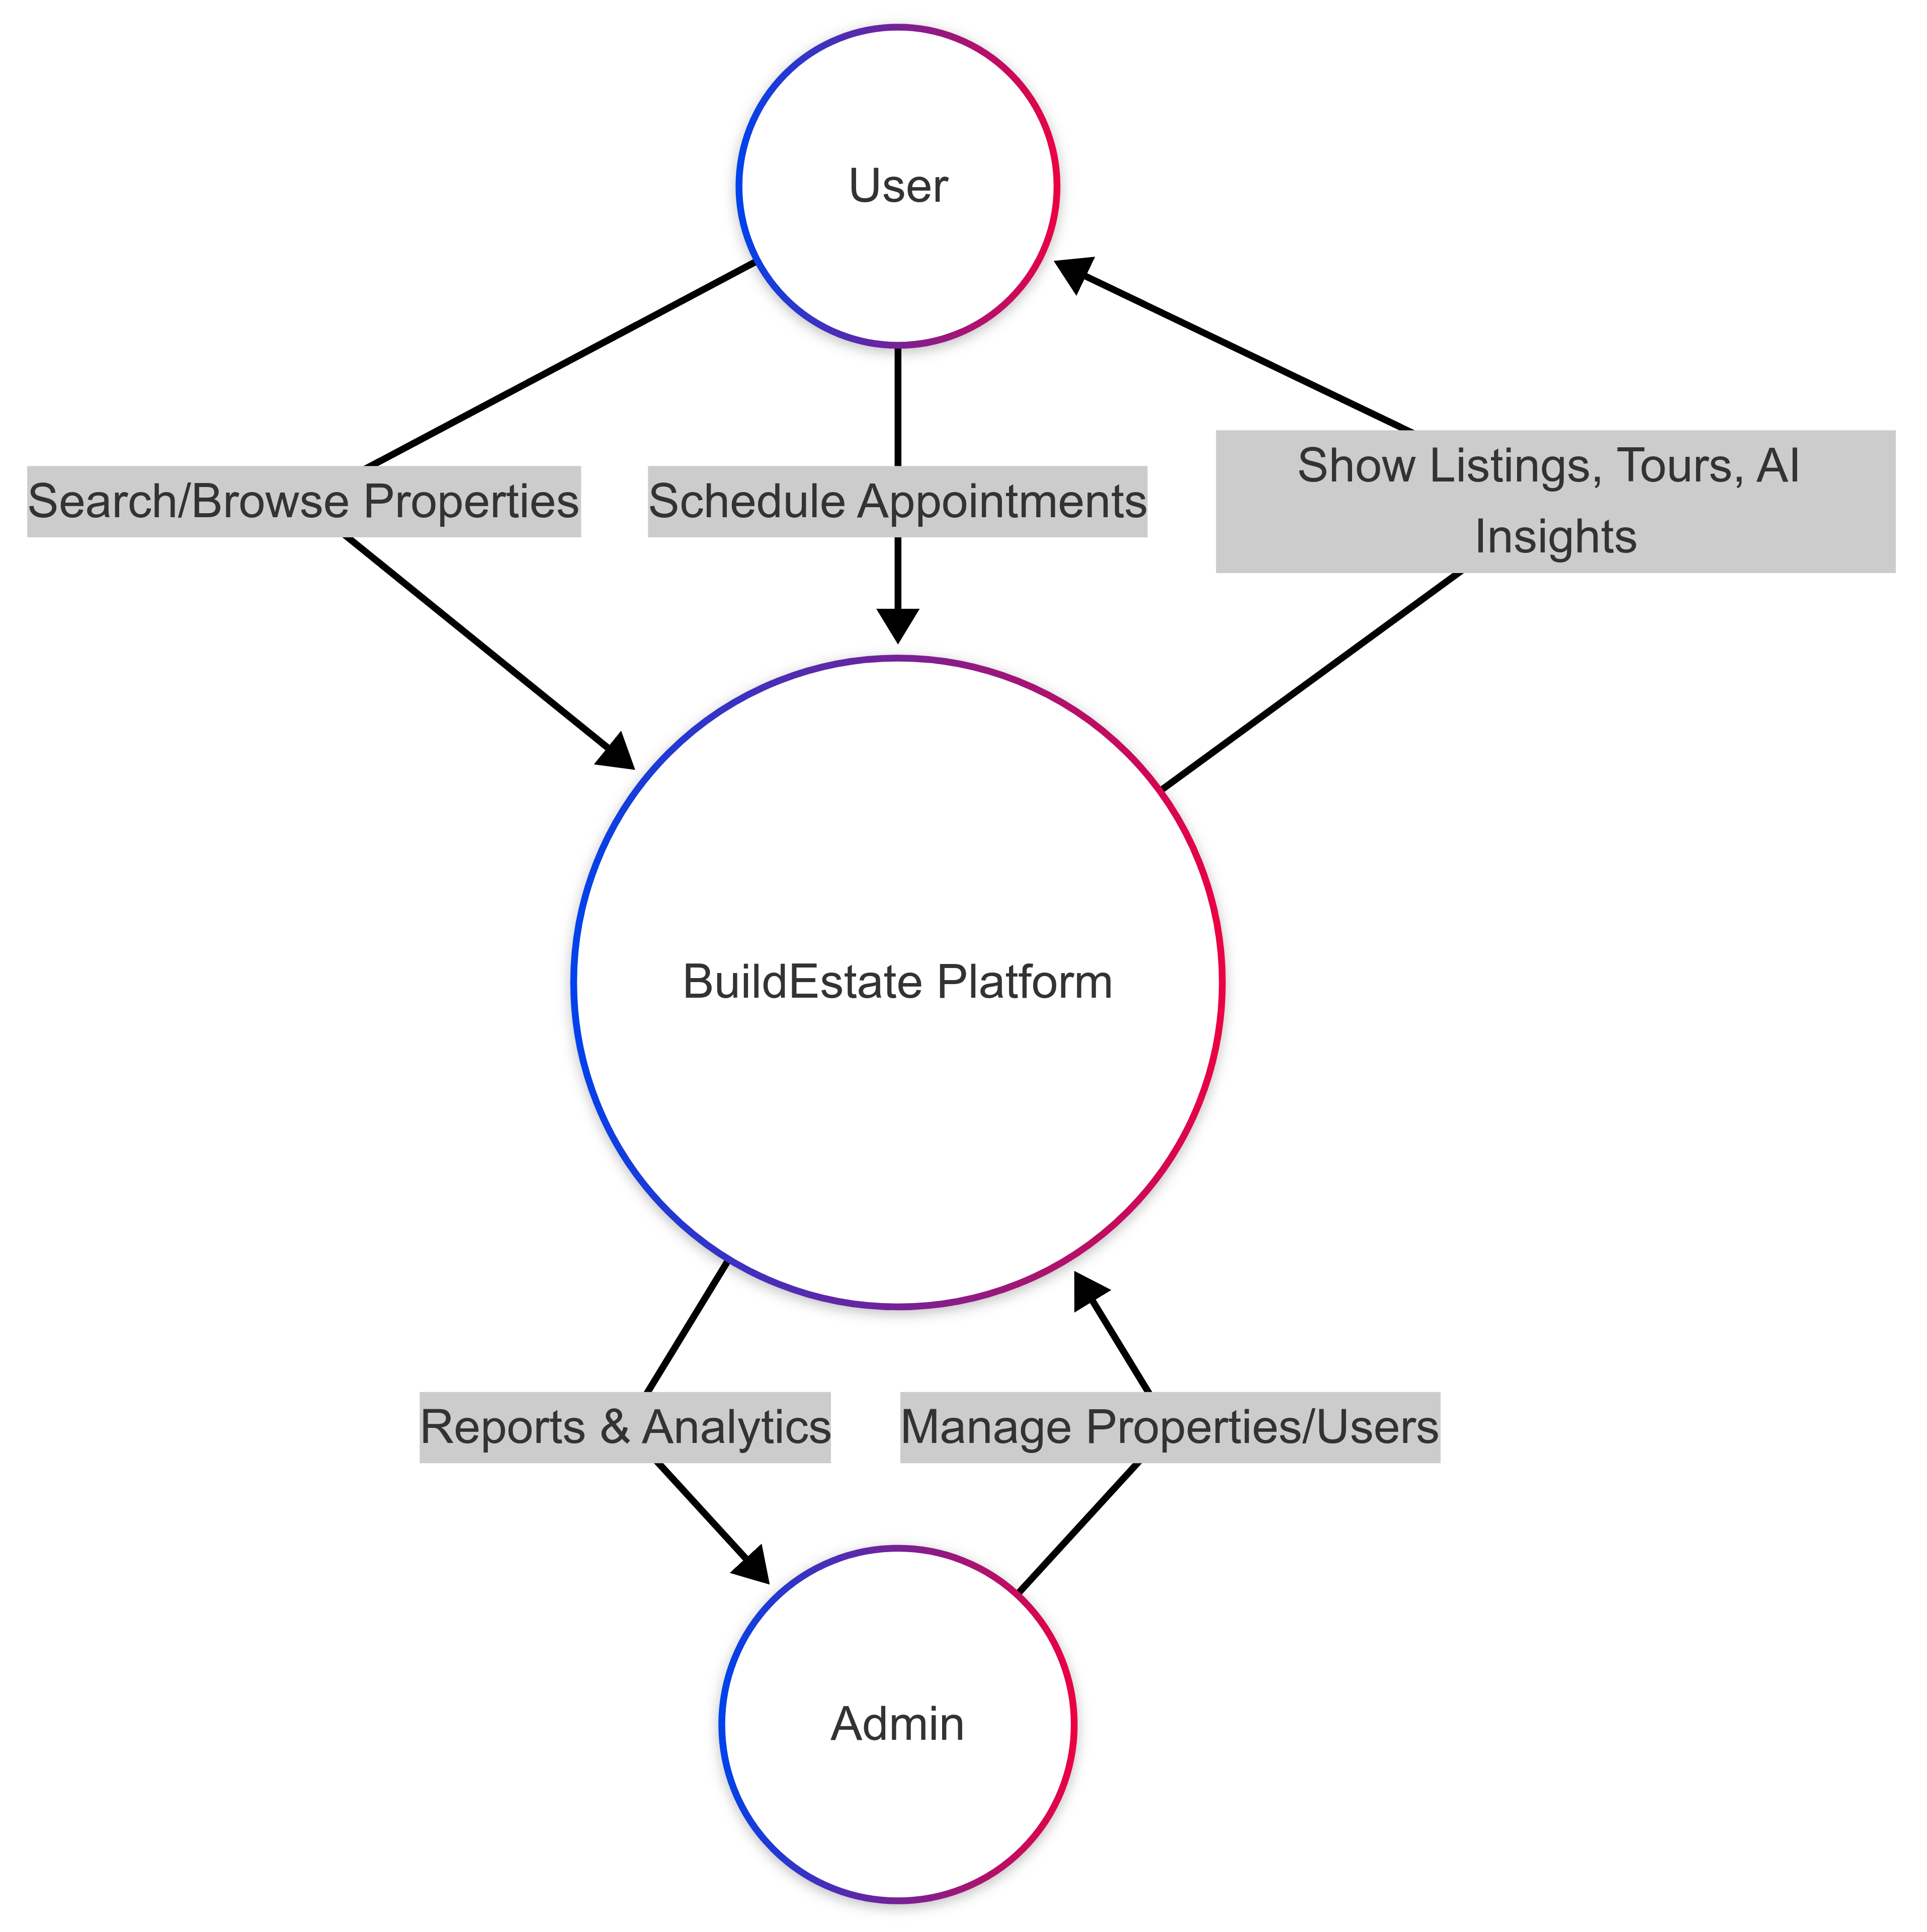 User
Search/Browse Properties
Schedule Appointments
Show Listings, Tours, AI
Insights
BuildEstate Platform
Reports & Analytics
Manage Properties/Users
Admin